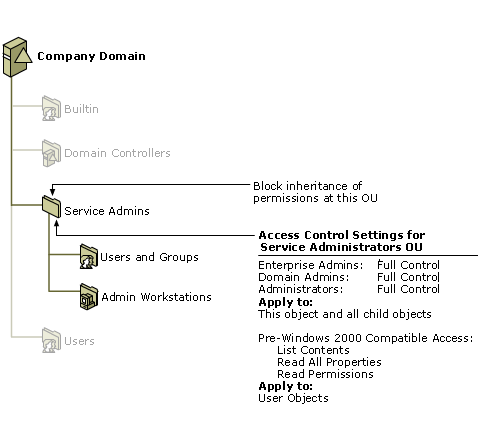 Company Domain
Builtin
Domain Controllers
Block inheritance of
permissions at this OU
Service Admins
Access Control Settings for
Service Administrators OU
Users and Groups
Enterprise Admins: Full Control
Domain Admins: Full Control
Administrators: Full Control
Admin Workstations
Apply to:
This object and all child objects
Users
Pre-Windows 2000 Compatible Access:
List Contents
Read All Properties
Read Permissions
Apply to:
User Objects